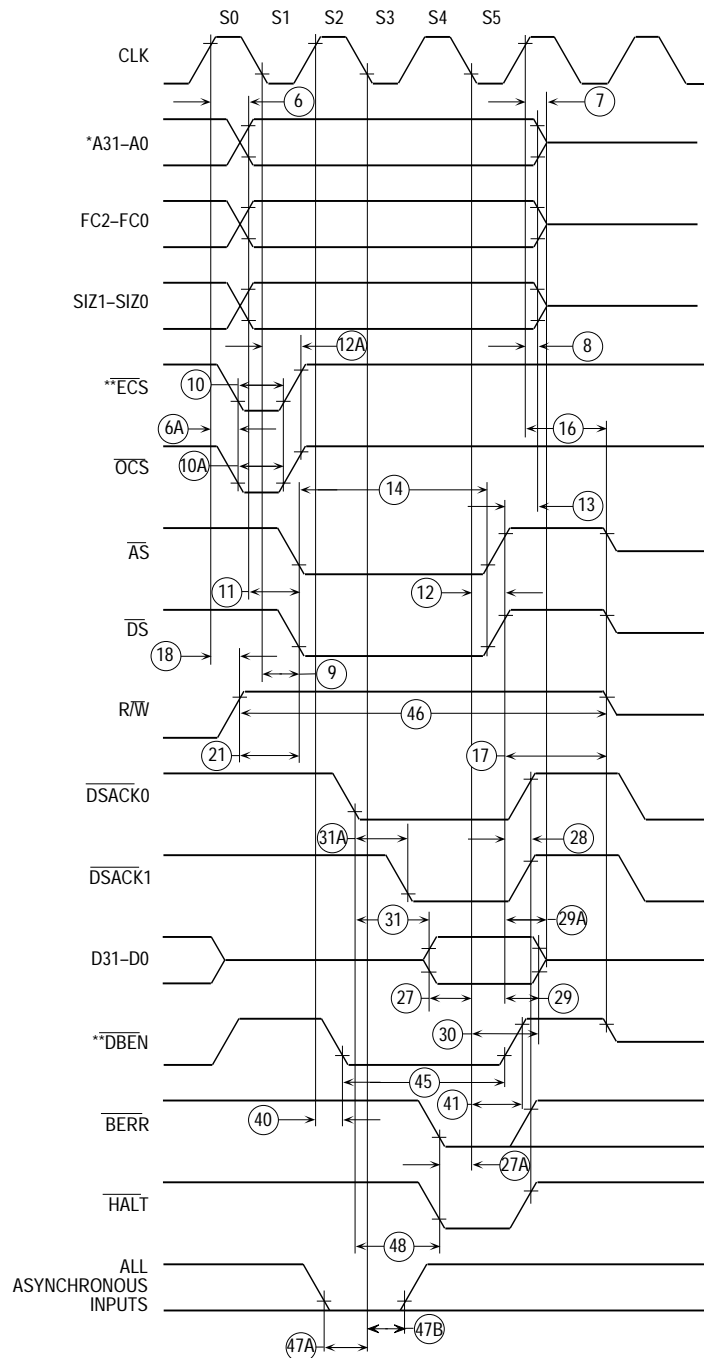 S0 S1 S2 S3 S4 S5
CLK
6 7
*A31–A0
FC2–FC0
SIZ1–SIZ0
12A 8
**ECS
10
6A 16
OCS
10A
14
13
AS
11 12
DS
18
9
R/W
46
21 17
DSACK0
31A 28
DSACK1
31 29A
D31–D0
27 29
30
**DBEN
45
41
40
BERR
27A
HALT
48
ALL
ASYNCHRONOUS
INPUTS
47A 47B